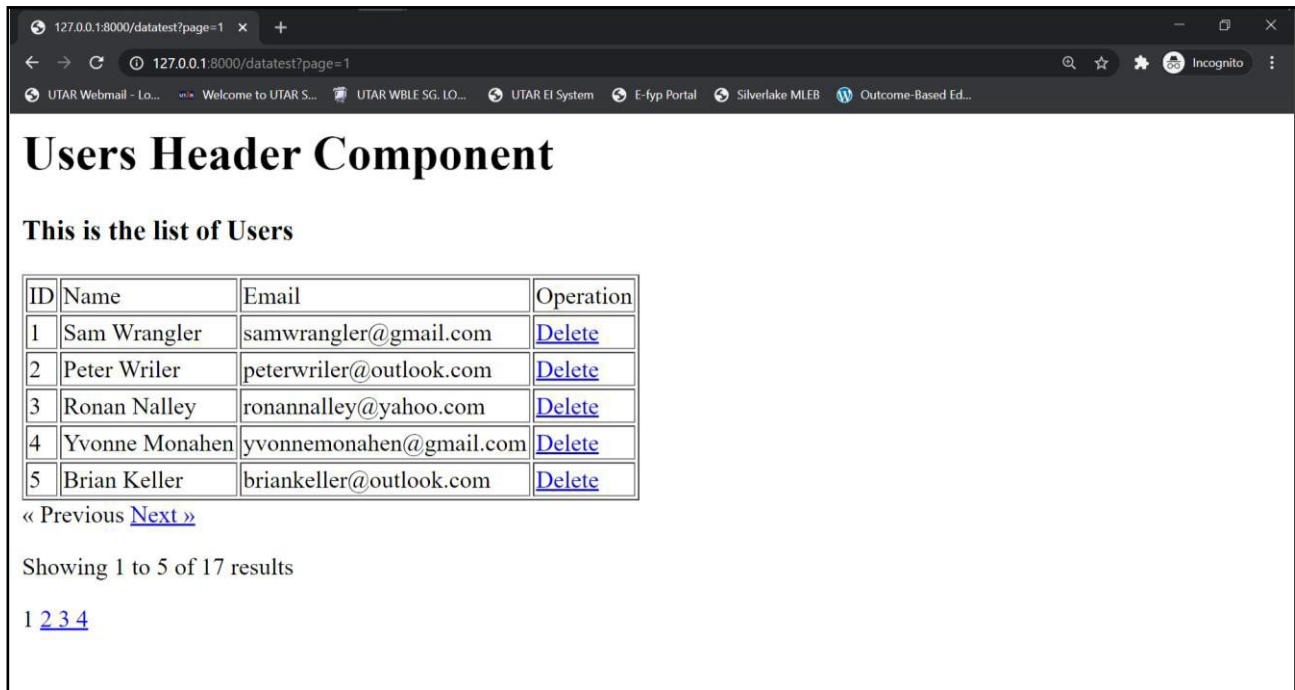 127.0.0.1:8000/datatest?page=1
127.0.0.1:8000/datatest?page=1 Incognito
UTAR Webmail - Lo... Welcome to UTAR S... UTAR WBLE SG. LO... UTAR EI System E-fyp Portal Silverlake MLEB Outcome-Based Ed...
Users Header Component
This is the list of Users
ID Name Email Operation
1 Sam Wrangler samwrangler@gmail.com Delete
2 Peter Wriler peterwriler@outlook.com Delete
3 Ronan Nalley ronannalley@yahoo.com Delete
4 Yvonne Monahen yvonnemonahen@gmail.com Delete
5 Brian Keller briankeller@outlook.com Delete
« Previous Next »
Showing 1 to 5 of 17 results
1 2 3 4